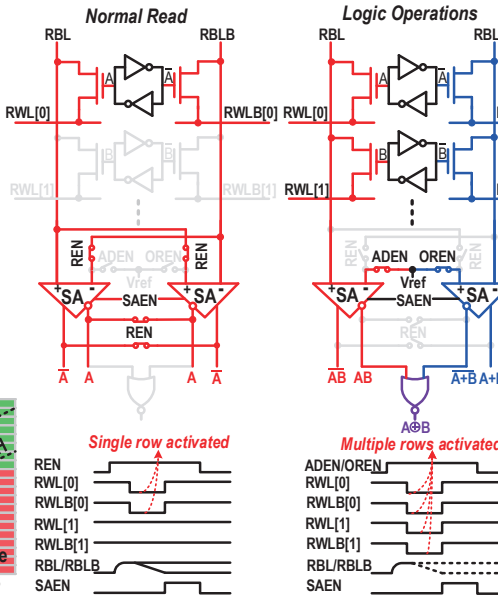 Normal Read
RBL
RBLB
A
A̅
RWL[0]
RWLB[0]
B
B̅
RWL[1]
RWLB[1]
REN
ADEN
OREN
REN
Vref
+
-
SA
SAEN
+
-
SA
REN
A̅
A
A
A̅
Single row activated
REN
RWL[0]
RWLB[0]
RWL[1]
RWLB[1]
RBL/RBLB
SAEN
Logic Operations
RBL
RBL
A
A̅
RWL[0]
B
B̅
RWL[1]
REN
ADEN
OREN
REN
Vref
+
-
SA
SAEN
+
-
SA
REN
A̅B̅
AB
A̅+̅B̅
A+
A⊕B
Multiple rows activated
ADEN/OREN
RWL[0]
RWLB[0]
RWL[1]
RWLB[1]
RBL/RBLB
SAEN